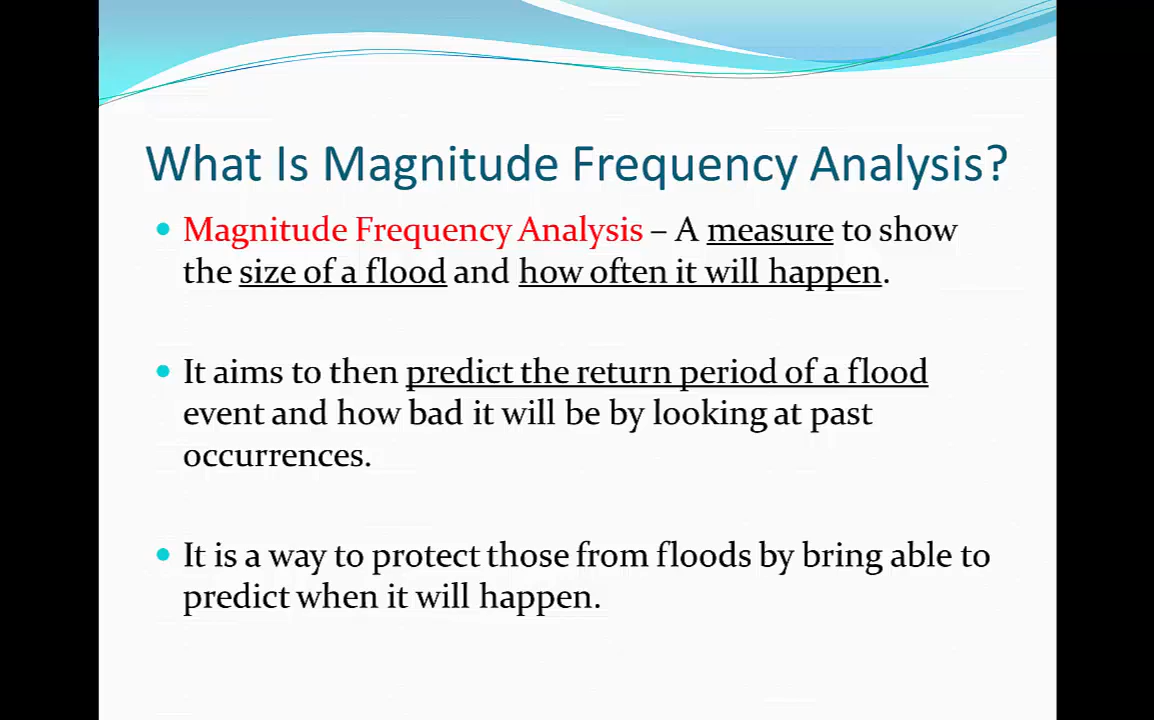 What Is Magnitude Frequency Analysis?
• Magnitude Frequency Analysis – A measure to show
the size of a flood and how often it will happen.
• It aims to then predict the return period of a flood
event and how bad it will be by looking at past
occurrences.
• It is a way to protect those from floods by bring able to
predict when it will happen.